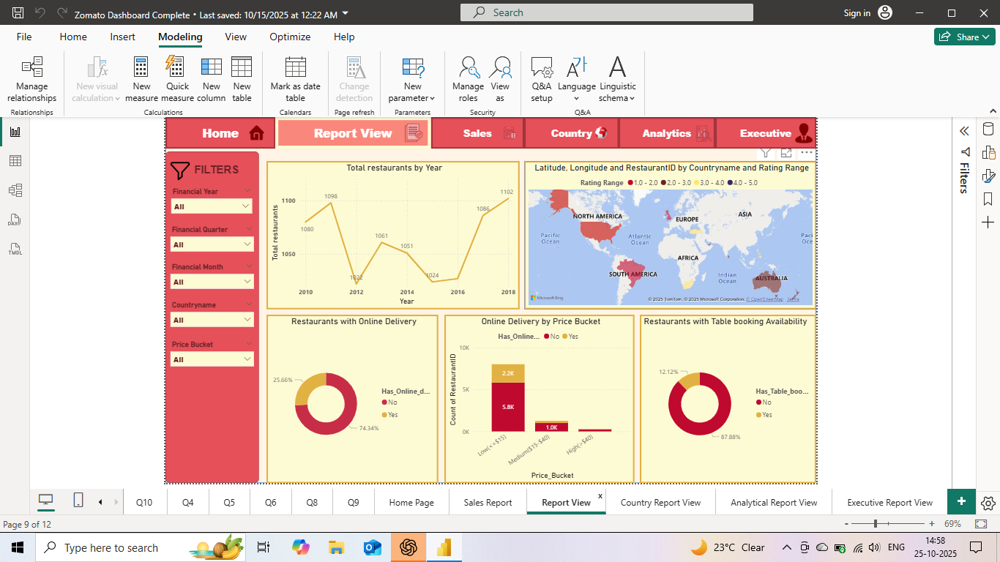 Zomato Dashboard Complete • Last saved: 10/15/2025 at 12:22 AM
Search
Sign in
File Home Insert Modeling View Optimize Help
Share
Manage relationships
New visual calculation
New measure
Quick measure
New column
New table
Mark as date table
Change detection
New parameter
Manage roles
View as
Q&A setup
Language
Linguistic schema
Relationships
Calculations
Calendars
Page refresh
Parameters
Security
Q&A
Home
Report View
Sales
Country
Analytics
Executive
FILTERS
Financial Year
All
Financial Quarter
All
Financial Month
All
Countryname
All
Price Bucket
All
Total restaurants by Year
Total restaurants
1100
1050
1080
1098
1022
1061
1051
1024
1086
1102
2010 2012 2014 2016 2018
Year
Latitude, Longitude and RestaurantID by Countryname and Rating Range
Rating Range 1.0 - 2.0 2.0 - 3.0 3.0 - 4.0 4.0 - 5.0
NORTH AMERICA
EUROPE
ASIA
Pacific Ocean
Atlantic Ocean
AFRICA
SOUTH AMERICA
Indian Ocean
AUSTRALIA
Microsoft Bing
© 2025 TomTom, © 2025 Microsoft Corporation, © OpenStreetMap Terms
Restaurants with Online Delivery
25.66%
74.34%
Has_Online_d...
No
Yes
Online Delivery by Price Bucket
Has_Online... No Yes
Count of RestaurantID
10K
5K
0K
2.2K
5.8K
1.0K
Low(<=$15)
Medium($15-$40)
High(>$40)
Price_Bucket
Restaurants with Table booking Availability
12.12%
87.88%
Has_Table_boo...
No
Yes
Filters
DAX
TMDL
Q10 Q4 Q5 Q6 Q8 Q9 Home Page Sales Report Report View x Country Report View Analytical Report View Executive Report View +
Page 9 of 12
- + 69%
Type here to search
23°C Clear
ENG
14:58
25-10-2025